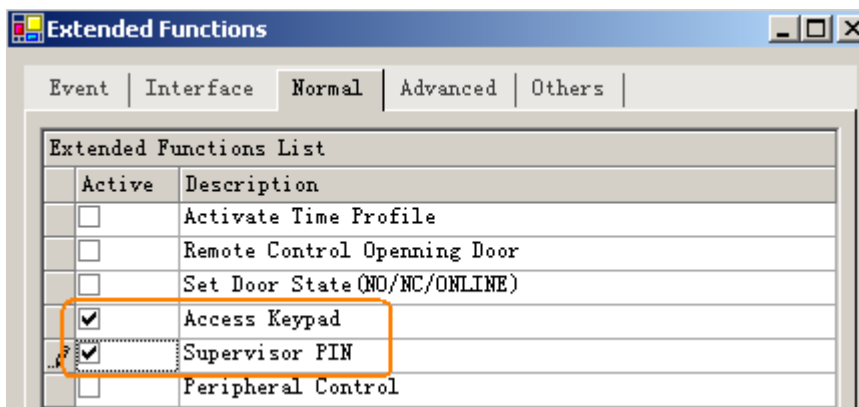 Extended Functions
Event | Interface Normal | Advanced | Others |
Extended Functions List
Active Description
Activate Time Profile
Remote Control Openning Door
Set Door State(NO/NC/ONLINE)
Access Keypad
Supervisor PIN
Peripheral Control